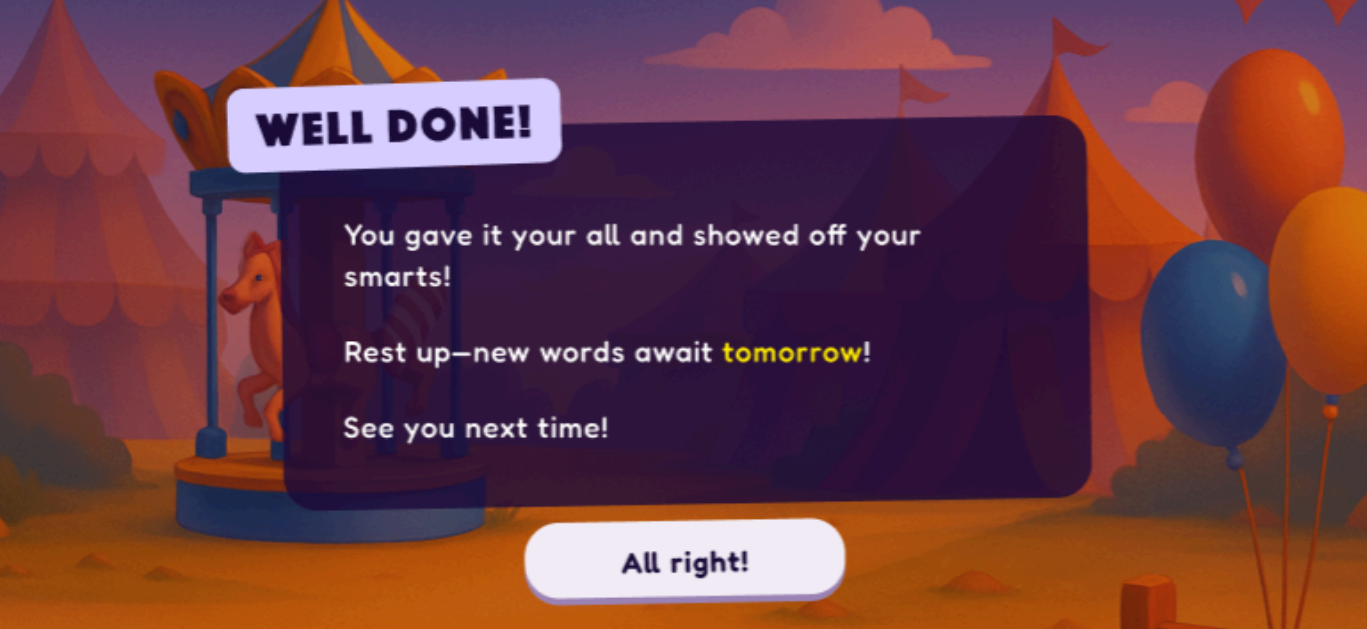 WELL DONE!
You gave it your all and showed off your
smarts!
Rest up—new words await tomorrow!
See you next time!
All right!